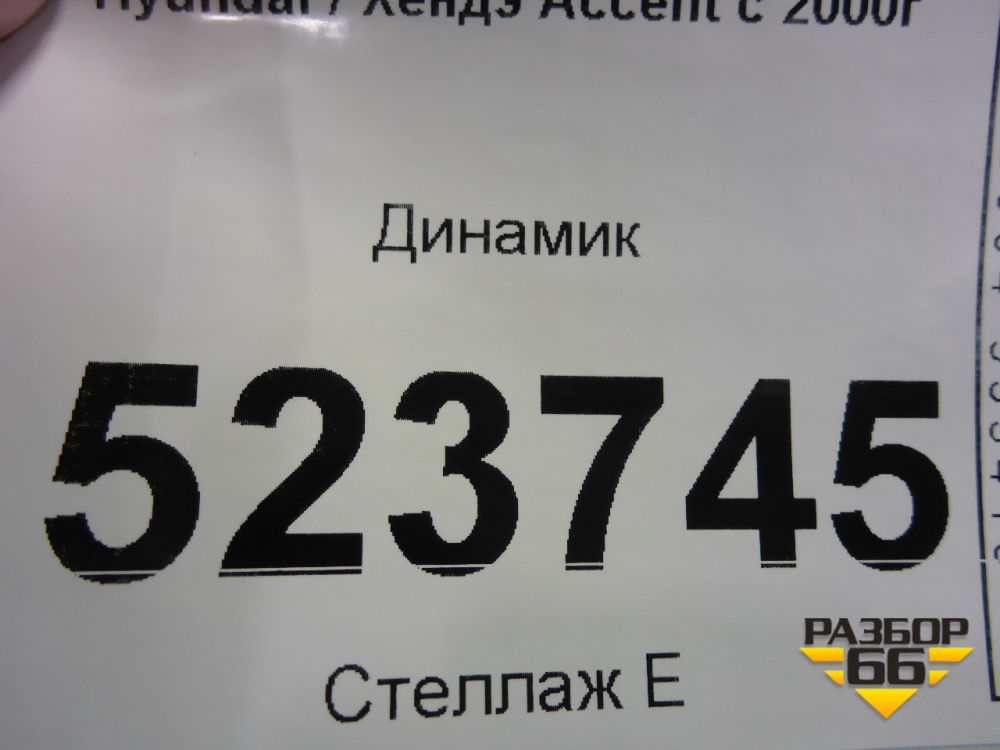 Hyundai / Хендэ Accent с 2000г
Динамик
523745
Стеллаж Е
РАЗБОР
66